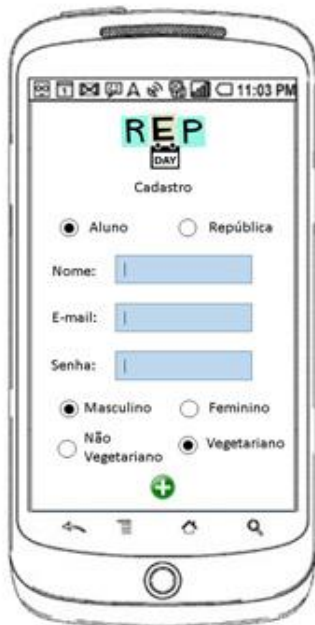 A 11:03 PM
REP
DAY
Cadastro
Aluno República
Nome:
E-mail:
Senha:
Masculino Feminino
Não
Vegetariano Vegetariano